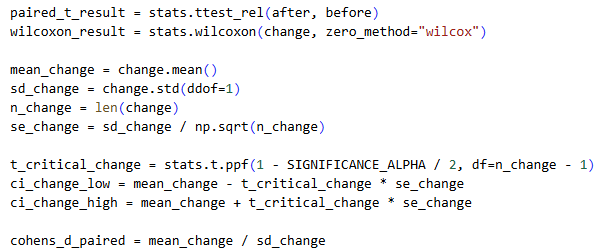 paired_t_result = stats.ttest_rel(after, before)
wilcoxon_result = stats.wilcoxon(change, zero_method="wilcox")
mean_change = change.mean()
sd_change = change.std(ddof=1)
n_change = len(change)
se_change = sd_change / np.sqrt(n_change)
t_critical_change = stats.t.ppf(1 - SIGNIFICANCE_ALPHA / 2, df=n_change - 1)
ci_change_low = mean_change - t_critical_change * se_change
ci_change_high = mean_change + t_critical_change * se_change
cohens_d_paired = mean_change / sd_change